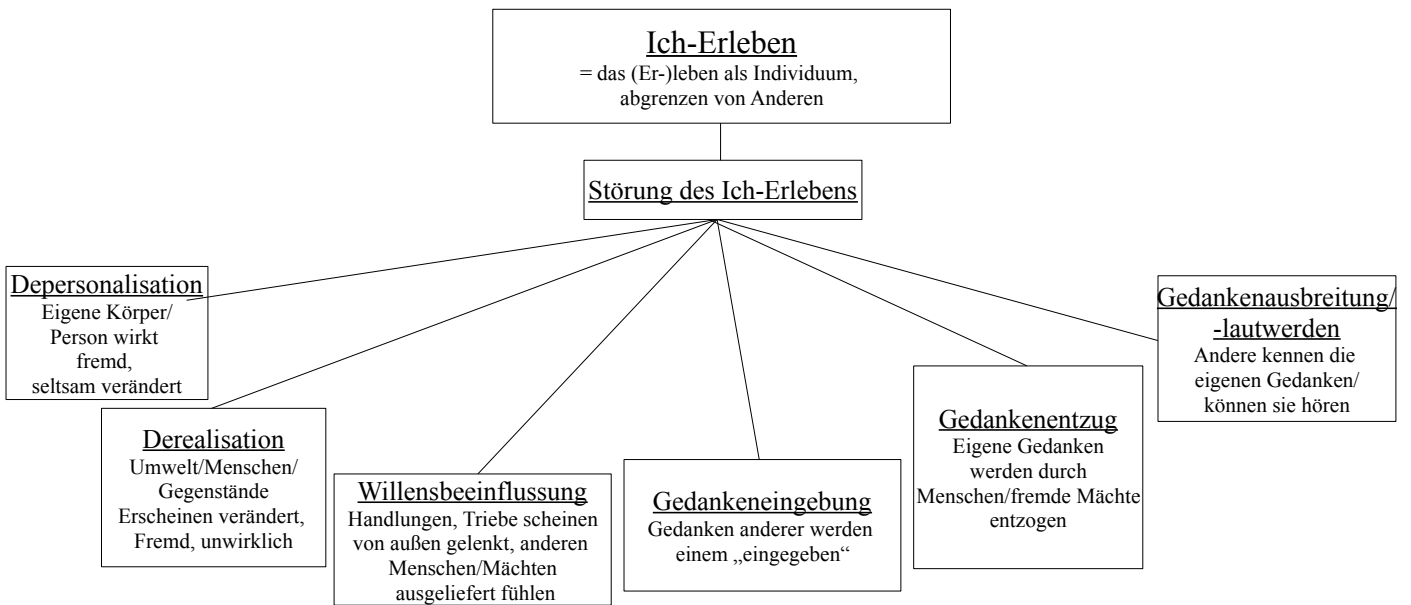 Ich-Erleben
= das (Er-)leben als Individuum,
abgrenzen von Anderen
Störung des Ich-Erlebens
Depersonalisation
Eigene Körper/
Person wirkt
fremd,
seltsam verändert
Derealisation
Umwelt/Menschen/
Gegenstände
Erscheinen verändert,
Fremd, unwirklich
Willensbeeinflussung
Handlungen, Triebe scheinen
von außen gelenkt, anderen
Menschen/Mächten
ausgeliefert fühlen
Gedankeneingebung
Gedanken anderer werden
einem „eingegeben“
Gedankenentzug
Eigene Gedanken
werden durch
Menschen/fremde Mächte
entzogen
Gedankenausbreitung/
-lautwerden
Andere kennen die
eigenen Gedanken/
können sie hören